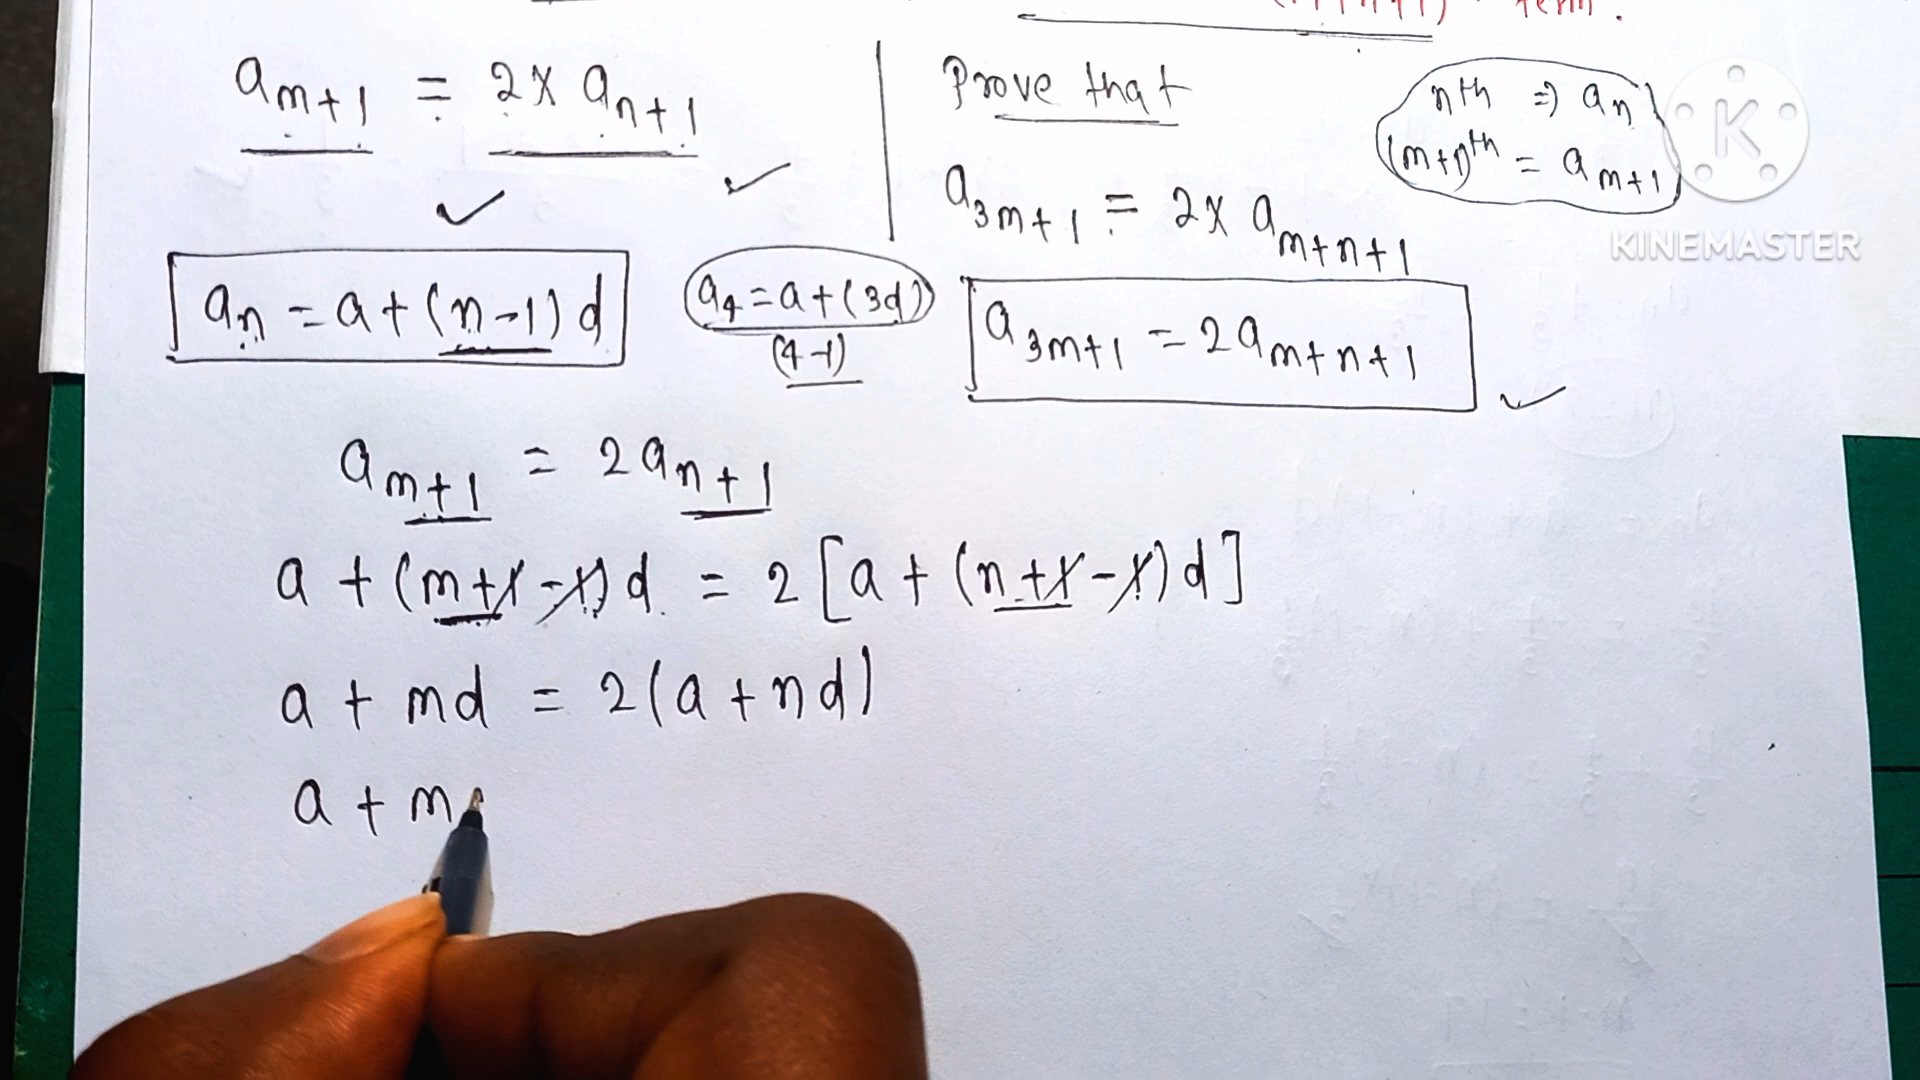 term.
a_{m+1} = 2 × a_{n+1}
a_n = a + (n-1) d
a_4 = a + (3d)
(4-1)
Prove that
a_{3m+1} = 2 × a_{m+n+1}
a_{3m+1} = 2a_{m+n+1}
nth ⇒ a_n
(m+1)th = a_{m+1}
K
KINEMASTER
a_{m+1} = 2a_{n+1}
a + (m+1-1) d = 2 [a + (n+1-1) d]
a + md = 2 (a + nd)
a + m